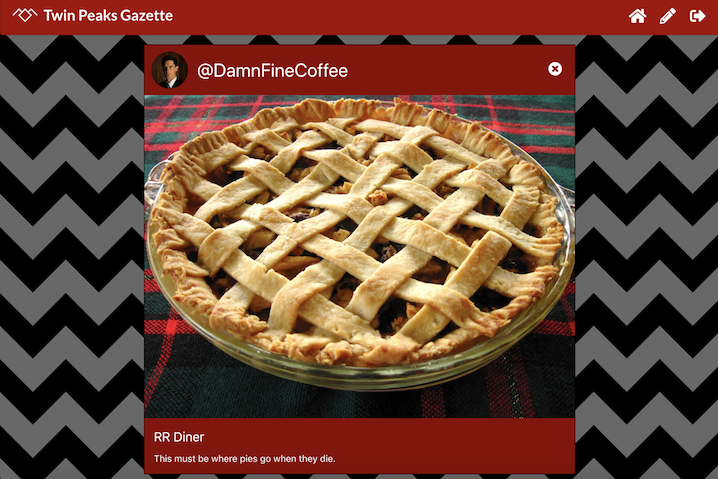 Twin Peaks Gazette
@DamnFineCoffee
RR Diner
This must be where pies go when they die.